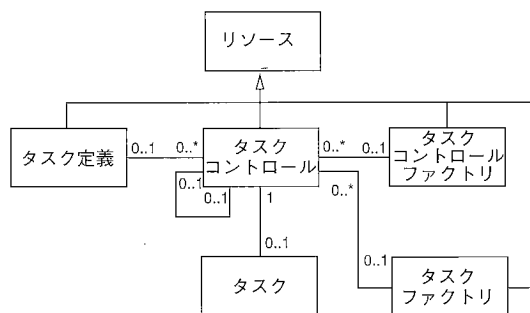 リソース
タスク定義
0..1
0..*
タスク
コントロール
0..*
0..1
タスク
コントロール
ファクトリ
0..1
0..1
1
0..*
0..1
0..1
タスク
タスク
ファクトリ